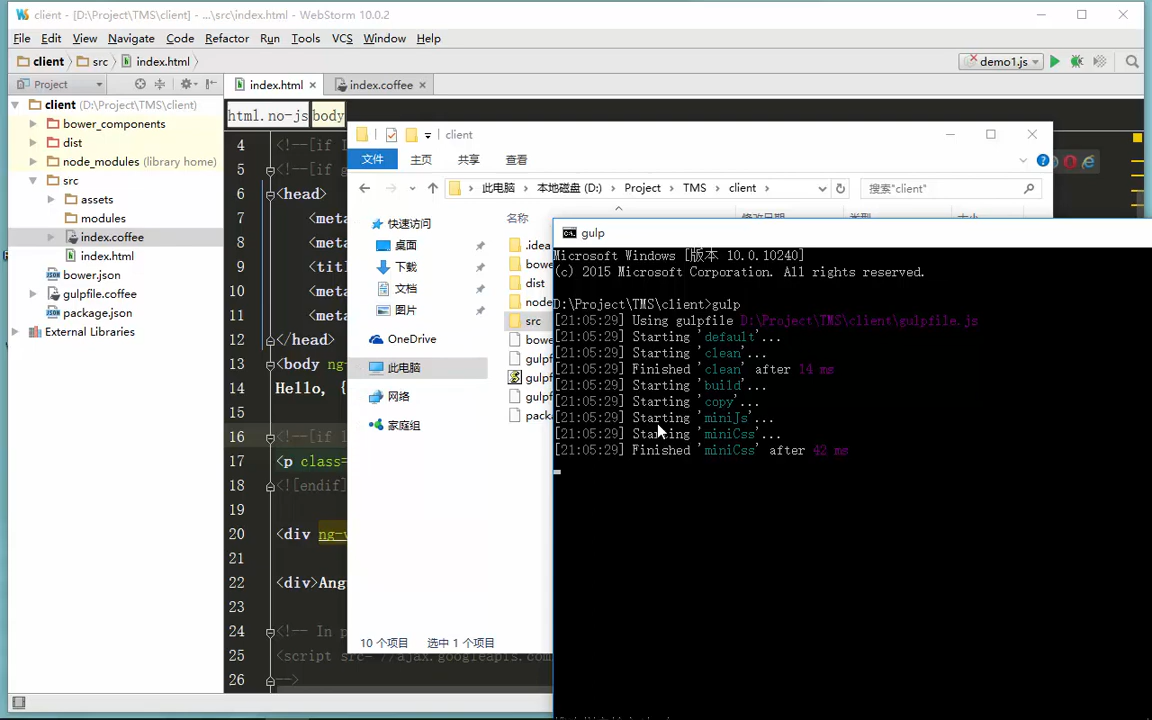 client - [D:\Project\TMS\client] - ...\src\index.html - WebStorm 10.0.2
File Edit View Navigate Code Refactor Run Tools VCS Window Help
client src index.html
demo1.js
Project
index.html
index.coffee
client (D:\Project\TMS\client)
bower_components
dist
node_modules (library home)
src
assets
modules
index.coffee
index.html
bower.json
gulpfile.coffee
package.json
External Libraries
html.no-js body
4 <!--[if
5 <!--[if
6 <head>
7 <meta
8 <meta
9
10 <meta
11 <meta
12 </head>
13 <body
14 Hello, {
15
16 <!--[if
17 <p class=
18 <![endif]
19
20 <div
21
22 <div>
23
24 <!-- In
25 <script src='//ajax.googleapis.com
26 -->
client
文件 主页 共享 查看
此电脑 本地磁盘 (D:) Project TMS client
搜索"client"
名称 修改日期 类型 大小
快速访问
桌面
下载
文档
图片
OneDrive
此电脑
网络
家庭组
.idea
dist
src
10 个项目 选中 1 个项目
gulp
Microsoft Windows [版本 10.0.10240]
(c) 2015 Microsoft Corporation. All rights reserved.
D:\Project\TMS\client>gulp
[21:05:29] Using gulpfile D:\Project\TMS\client\gulpfile.js
[21:05:29] Starting 'default'...
[21:05:29] Starting 'clean'...
[21:05:29] Finished 'clean' after 14 ms
[21:05:29] Starting 'build'...
[21:05:29] Starting 'copy'...
[21:05:29] Starting 'miniJs'...
[21:05:29] Starting 'miniCss'...
[21:05:29] Finished 'miniCss' after 42 ms